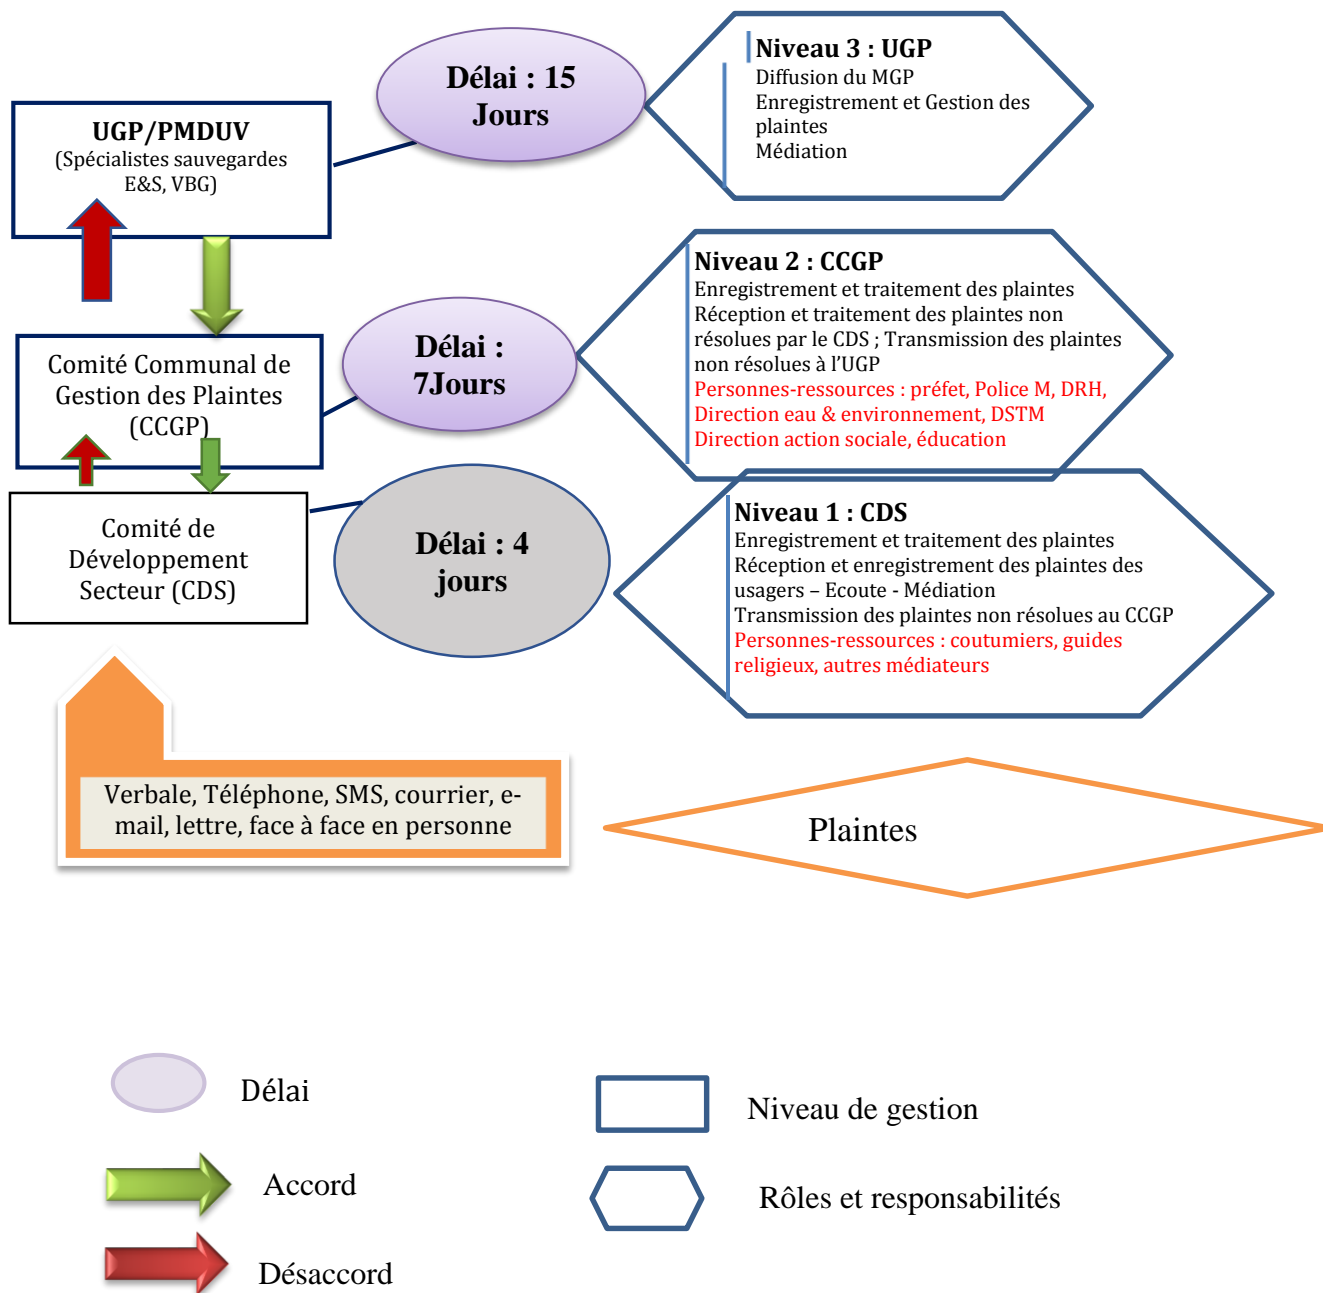 Délai : 15
Jours
Niveau 3 : UGP
Diffusion du MGP
Enregistrement et Gestion des
plaintes
Médiation
UGP/PMDUV
(Spécialistes sauvegardes
E&S, VBG)
Niveau 2 : CCGP
Enregistrement et traitement des plaintes
Réception et traitement des plaintes non
résolues par le CDS ; Transmission des plaintes
non résolues à l’UGP
Personnes-ressources : préfet, Police M, DRH,
Direction eau & environnement, DSTM
Direction action sociale, éducation
Délai :
7Jours
Comité Communal de
Gestion des Plaintes
(CCGP)
Niveau 1 : CDS
Enregistrement et traitement des plaintes
Réception et enregistrement des plaintes des
usagers – Ecoute - Médiation
Transmission des plaintes non résolues au CCGP
Personnes-ressources : coutumiers, guides
religieux, autres médiateurs
Délai : 4
jours
Comité de
Développement
Secteur (CDS)
Verbale, Téléphone, SMS, courrier, e-
mail, lettre, face à face en personne
Plaintes
Délai
Niveau de gestion
Accord
Rôles et responsabilités
Désaccord